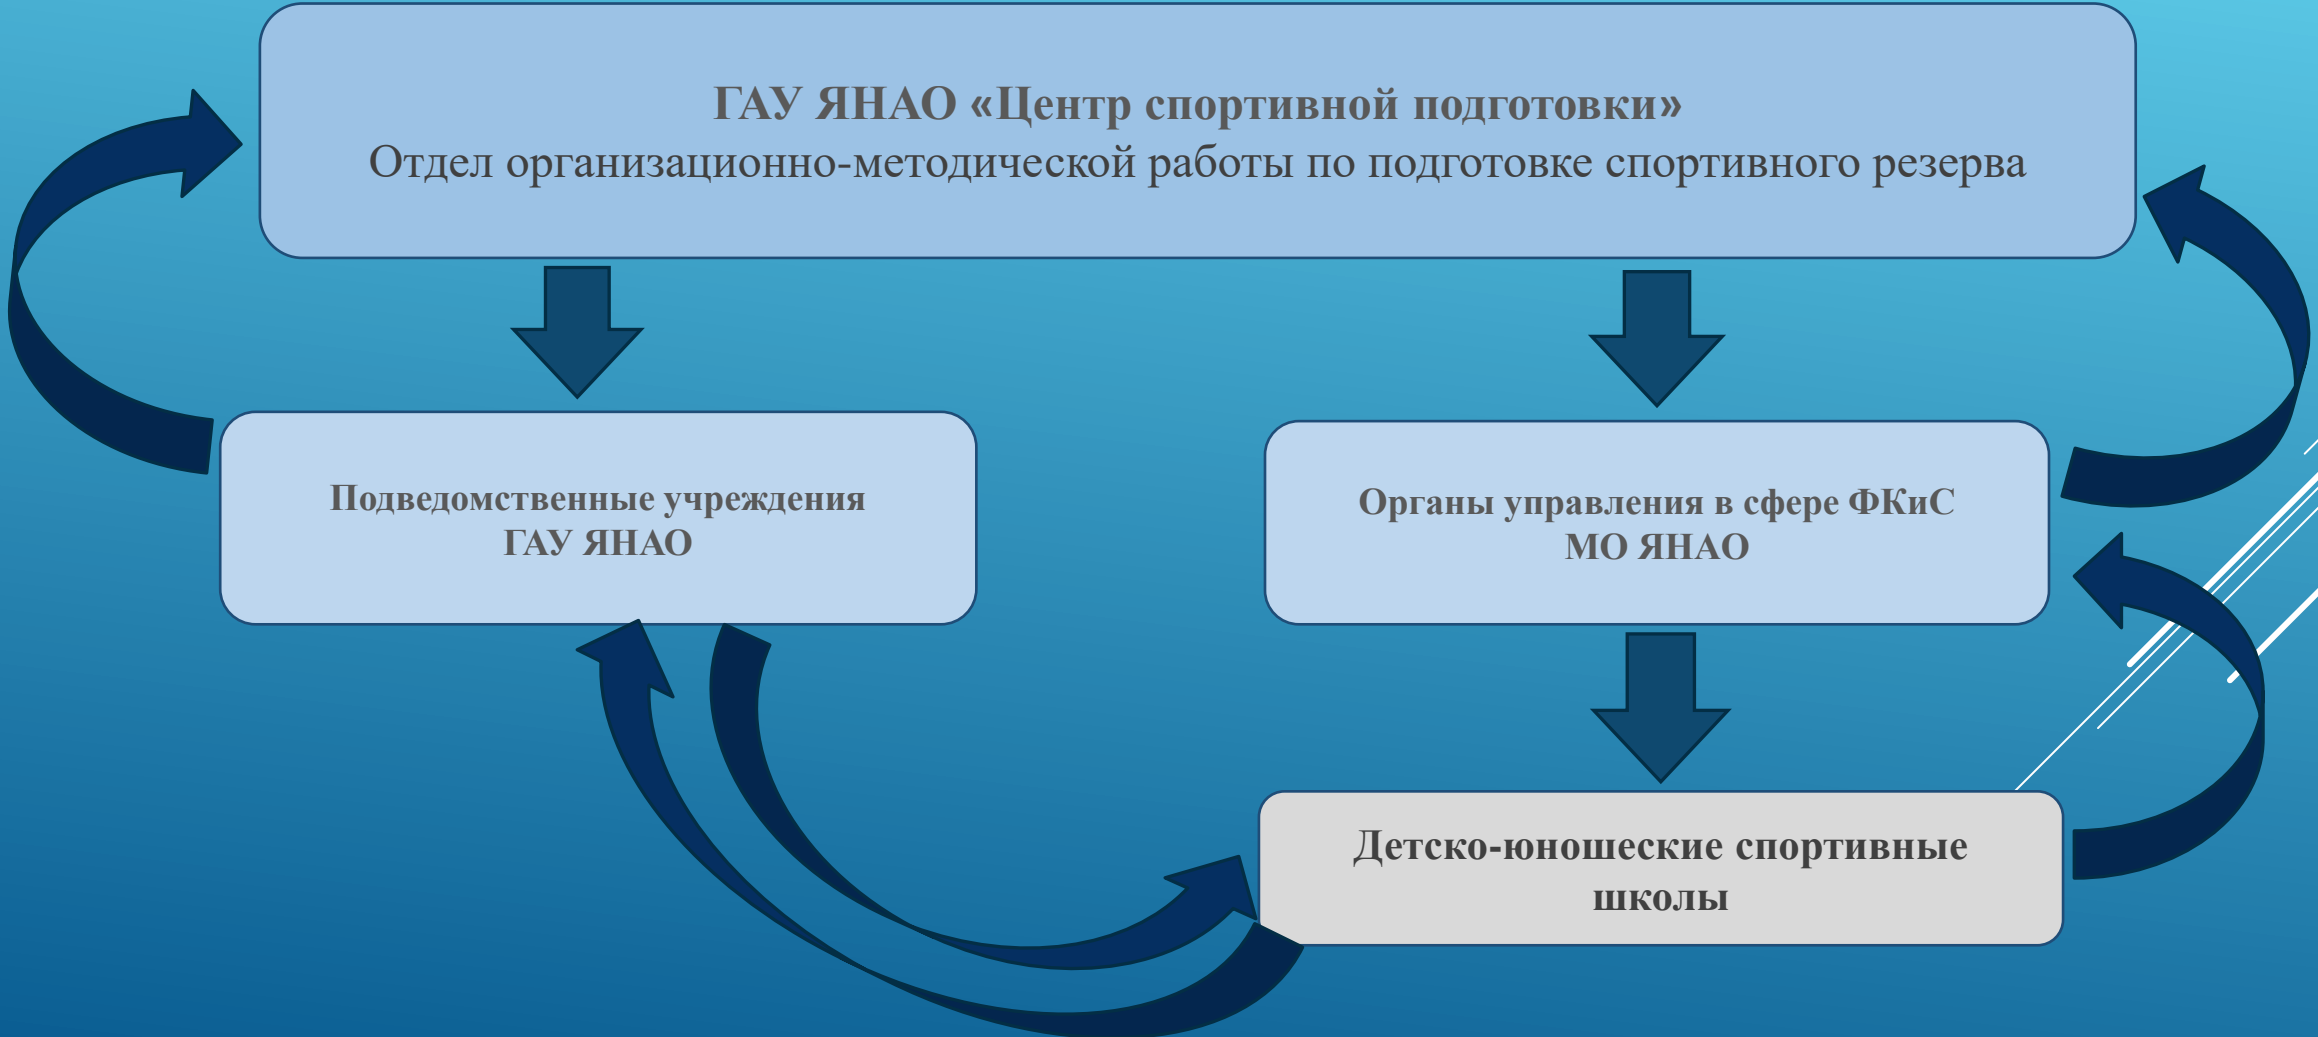 ГАУ ЯНАО «Центр спортивной подготовки»
Отдел организационно-методической работы по подготовке спортивного резерва
Подведомственные учреждения
ГАУ ЯНАО
Органы управления в сфере ФКиС
МО ЯНАО
Детско-юношеские спортивные
школы